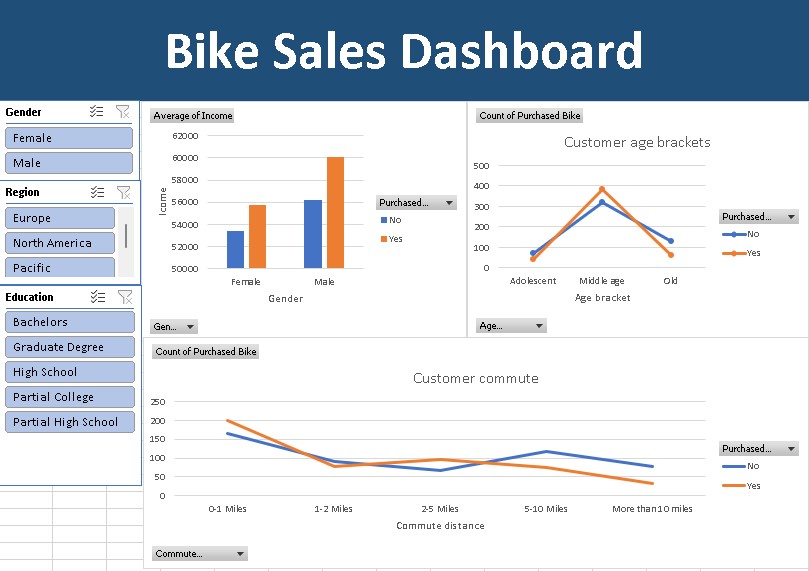 Bike Sales Dashboard
Gender
Female
Male
Region
Europe
North America
Pacific
Education
Bachelors
Graduate Degree
High School
Partial College
Partial High School
Average of Income
62000
60000
58000
56000
54000
52000
50000
Icome
Female
Male
Gender
Purchased...
No
Yes
Gen...
Count of Purchased Bike
Customer age brackets
500
400
300
200
100
0
Adolescent
Middle age
Old
Age bracket
Purchased...
No
Yes
Age...
Count of Purchased Bike
Customer commute
250
200
150
100
50
0
0-1 Miles
1-2 Miles
2-5 Miles
5-10 Miles
More than 10 miles
Commute distance
Purchased...
No
Yes
Commute...